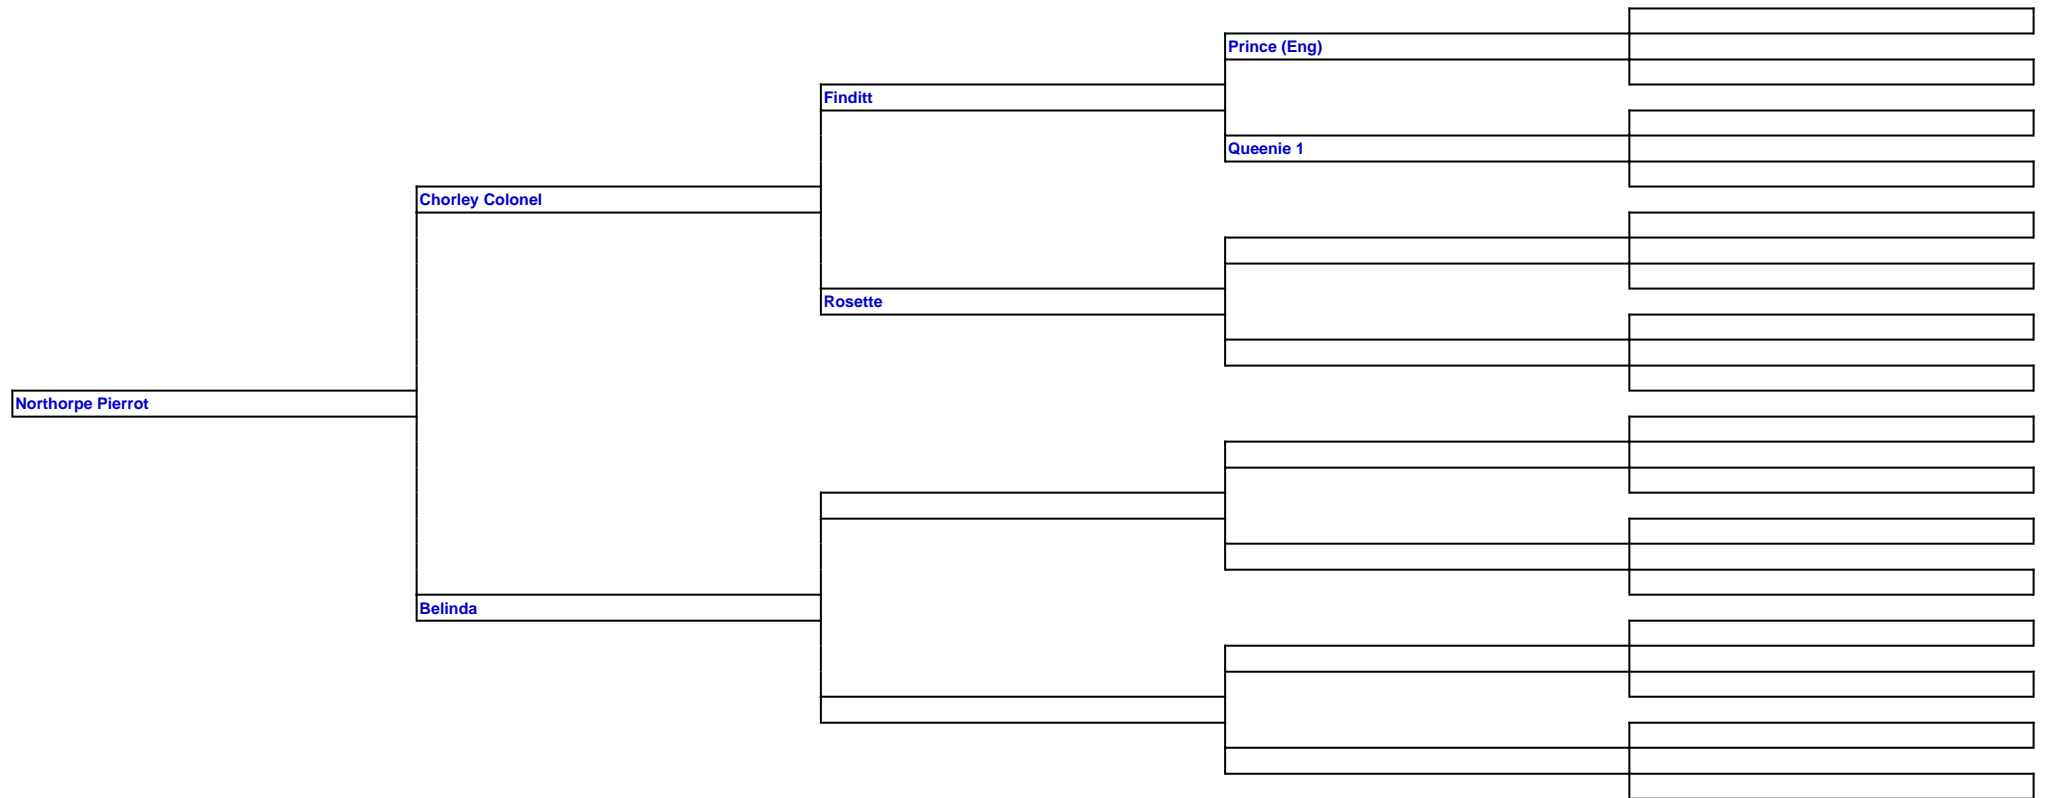 Prince (Eng)
Finditt
Queenie 1
Chorley Colonel
Rosette
Northorpe Pierrot
Belinda